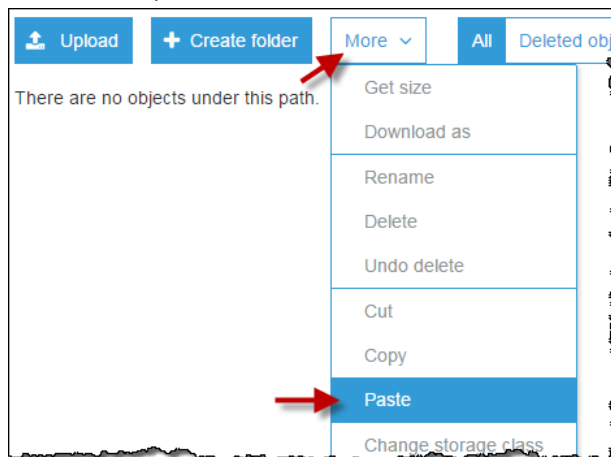 Upload + Create folder More All Deleted obj
There are no objects under this path.
Get size
Download as
Rename
Delete
Undo delete
Cut
Copy
Paste
Change storage class